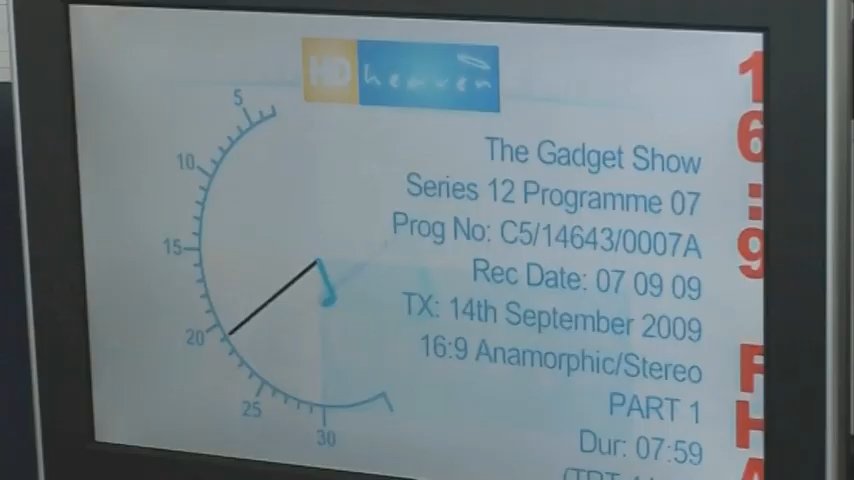 HD heaven
The Gadget Show
Series 12 Programme 07
Prog No: C5/14643/0007A
Rec Date: 07 09 09
TX: 14th September 2009
16:9 Anamorphic/Stereo
PART 1
Dur: 07:59
5
10
15
20
25
30
16:9